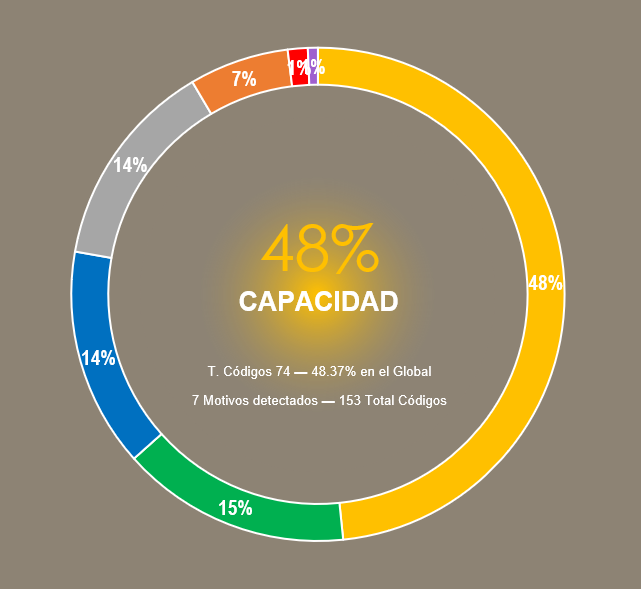 7%
1%
1%
14%
48%
CAPACIDAD
48%
14%
T. Códigos 74 — 48.37% en el Global
7 Motivos detectados — 153 Total Códigos
15%